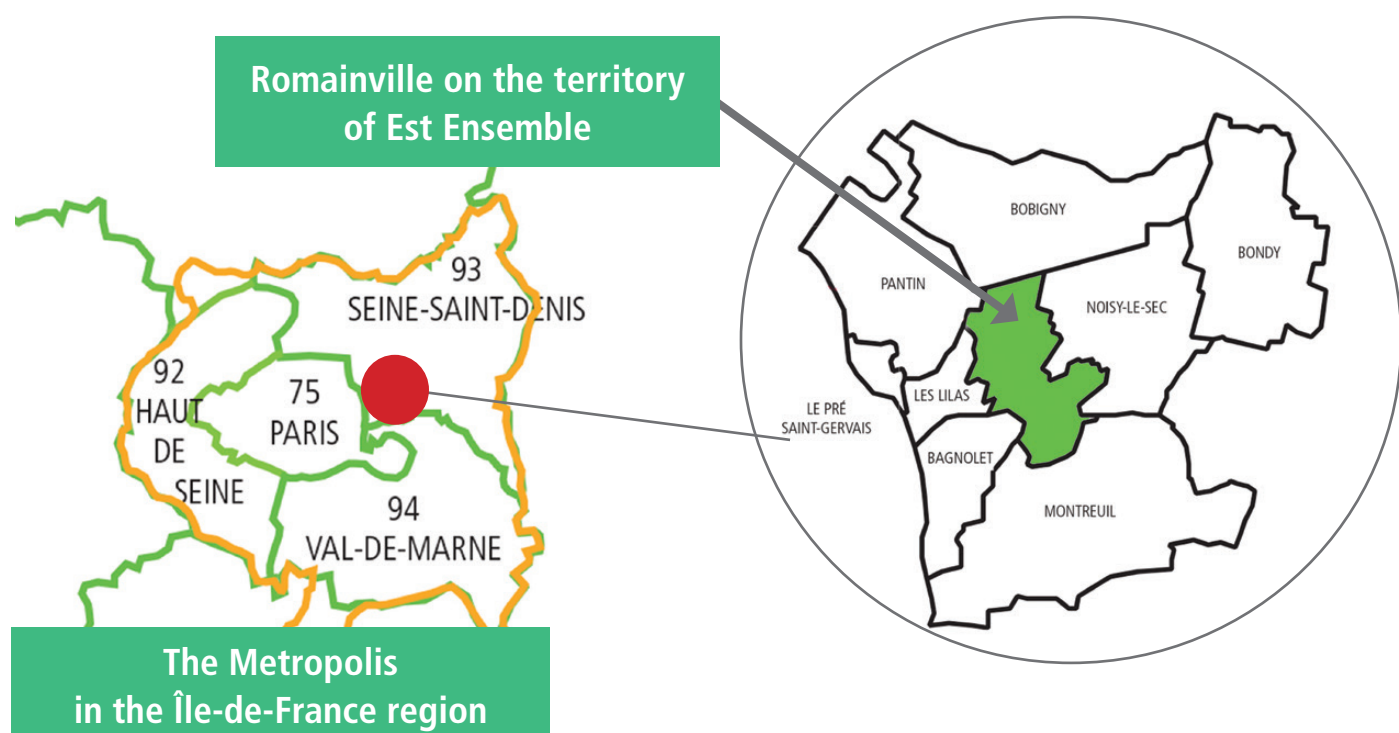 Romainville on the territory
of Est Ensemble
93
SEINE-SAINT-DENIS
92
HAUT
DE
SEINE
75
PARIS
94
VAL-DE-MARNE
The Metropolis
in the Île-de-France region
BOBIGNY
BONDY
PANTIN
NOISY-LE-SEC
LES LILAS
LE PRÉ
SAINT-GERVAIS
BAGNOLET
MONTREUIL